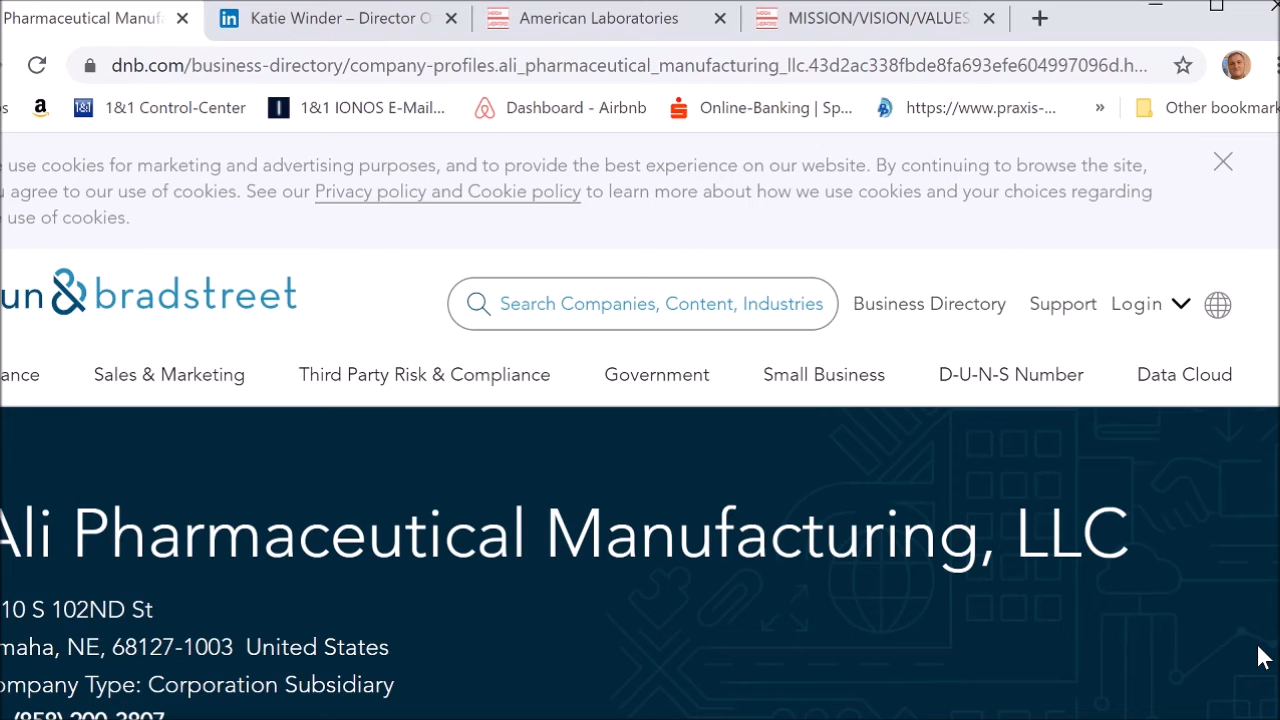 Pharmaceutical Manuf
Katie Winder – Director O
American Laboratories
MISSION/VISION/VALUES
dnb.com/business-directory/company-profiles.ali_pharmaceutical_manufacturing_llc.43d2ac338fbde8fa693efe604997096d.h...
1&1 Control-Center
1&1 IONOS E-Mail...
Dashboard - Airbnb
Online-Banking | Sp...
https://www.praxis-...
»
Other bookmar
use cookies for marketing and advertising purposes, and to provide the best experience on our website. By continuing to browse the site,
agree to our use of cookies. See our Privacy policy and Cookie policy to learn more about how we use cookies and your choices regarding
use of cookies.
un & bradstreet
Search Companies, Content, Industries
Business Directory
Support
Login
ance
Sales & Marketing
Third Party Risk & Compliance
Government
Small Business
D-U-N-S Number
Data Cloud
Ali Pharmaceutical Manufacturing, LLC
10 S 102ND St
maha, NE, 68127-1003 United States
ompany Type: Corporation Subsidiary
(858) 200-3807